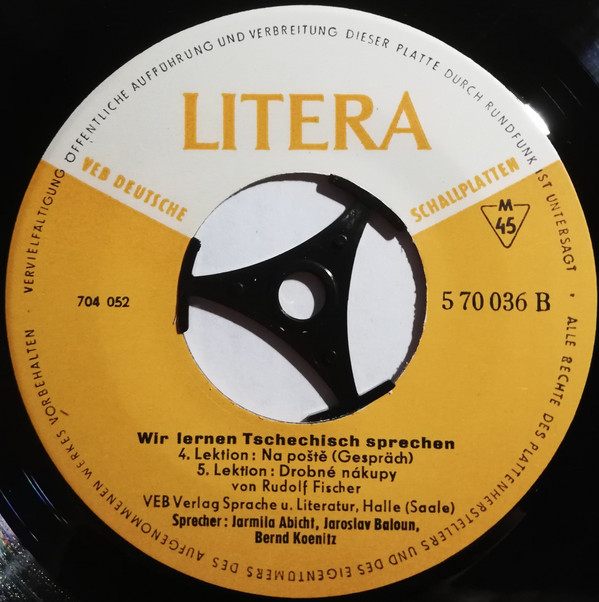 LITERA
VEB DEUTSCHE
SCHALLPLATTEN
M
45
704 052
5 70 036 B
Wir lernen Tschechisch sprechen
4. Lektion: Na poště (Gespräch)
5. Lektion: Drobné nákupy
von Rudolf Fischer
VEB Verlag Sprache u. Literatur, Halle (Saale)
Sprecher: Jarmila Abicht, Jaroslav Baloun,
Bernd Koenitz
ALLE RECHTE DES PLATTENHERSTELLERS UND DES EIGENTÜMERS DES AUFGENOMMENEN WERKES VORBEHALTEN · VERVIELFÄLTIGUNG ÖFFENTLICHE AUFFÜHRUNG UND VERBREITUNG DIESER PLATTE DURCH RUNDFUNK IST UNTERSAGT ·